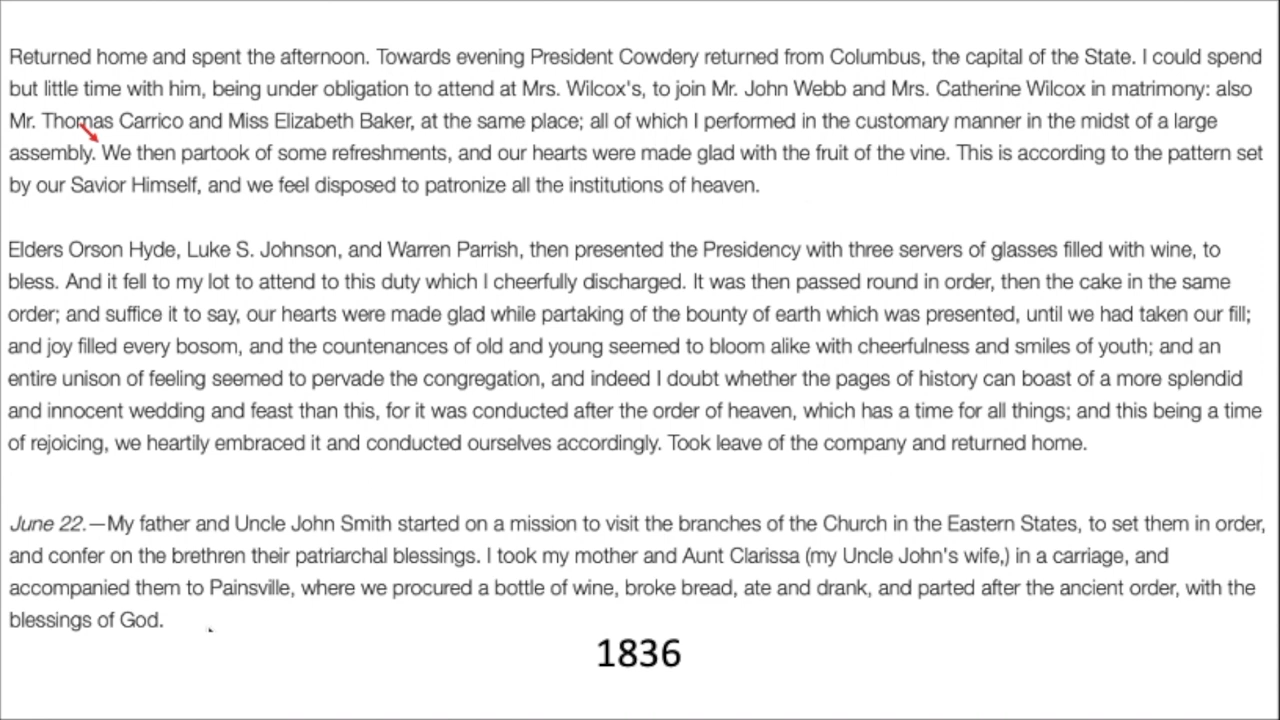 Returned home and spent the afternoon. Towards evening President Cowdery returned from Columbus, the capital of the State. I could spend
but little time with him, being under obligation to attend at Mrs. Wilcox's, to join Mr. John Webb and Mrs. Catherine Wilcox in matrimony: also
Mr. Thomas Carrico and Miss Elizabeth Baker, at the same place; all of which I performed in the customary manner in the midst of a large
assembly. We then partook of some refreshments, and our hearts were made glad with the fruit of the vine. This is according to the pattern set
by our Savior Himself, and we feel disposed to patronize all the institutions of heaven.
Elders Orson Hyde, Luke S. Johnson, and Warren Parrish, then presented the Presidency with three servers of glasses filled with wine, to
bless. And it fell to my lot to attend to this duty which I cheerfully discharged. It was then passed round in order, then the cake in the same
order; and suffice it to say, our hearts were made glad while partaking of the bounty of earth which was presented, until we had taken our fill;
and joy filled every bosom, and the countenances of old and young seemed to bloom alike with cheerfulness and smiles of youth; and an
entire unison of feeling seemed to pervade the congregation, and indeed I doubt whether the pages of history can boast of a more splendid
and innocent wedding and feast than this, for it was conducted after the order of heaven, which has a time for all things; and this being a time
of rejoicing, we heartily embraced it and conducted ourselves accordingly. Took leave of the company and returned home.
June 22.—My father and Uncle John Smith started on a mission to visit the branches of the Church in the Eastern States, to set them in order,
and confer on the brethren their patriarchal blessings. I took my mother and Aunt Clarissa (my Uncle John's wife,) in a carriage, and
accompanied them to Painsville, where we procured a bottle of wine, broke bread, ate and drank, and parted after the ancient order, with the
blessings of God.
1836